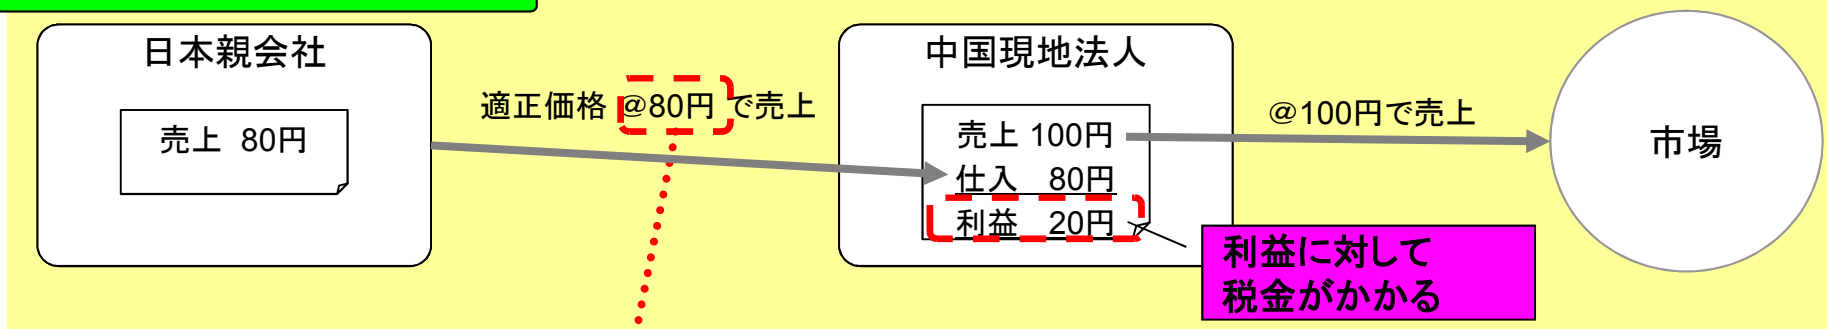 日本親会社
売上 80円
適正価格 @80円 で売上
中国現地法人
売上 100円
仕入 80円
利益 20円
@100円で売上
市場
利益に対して
税金がかかる